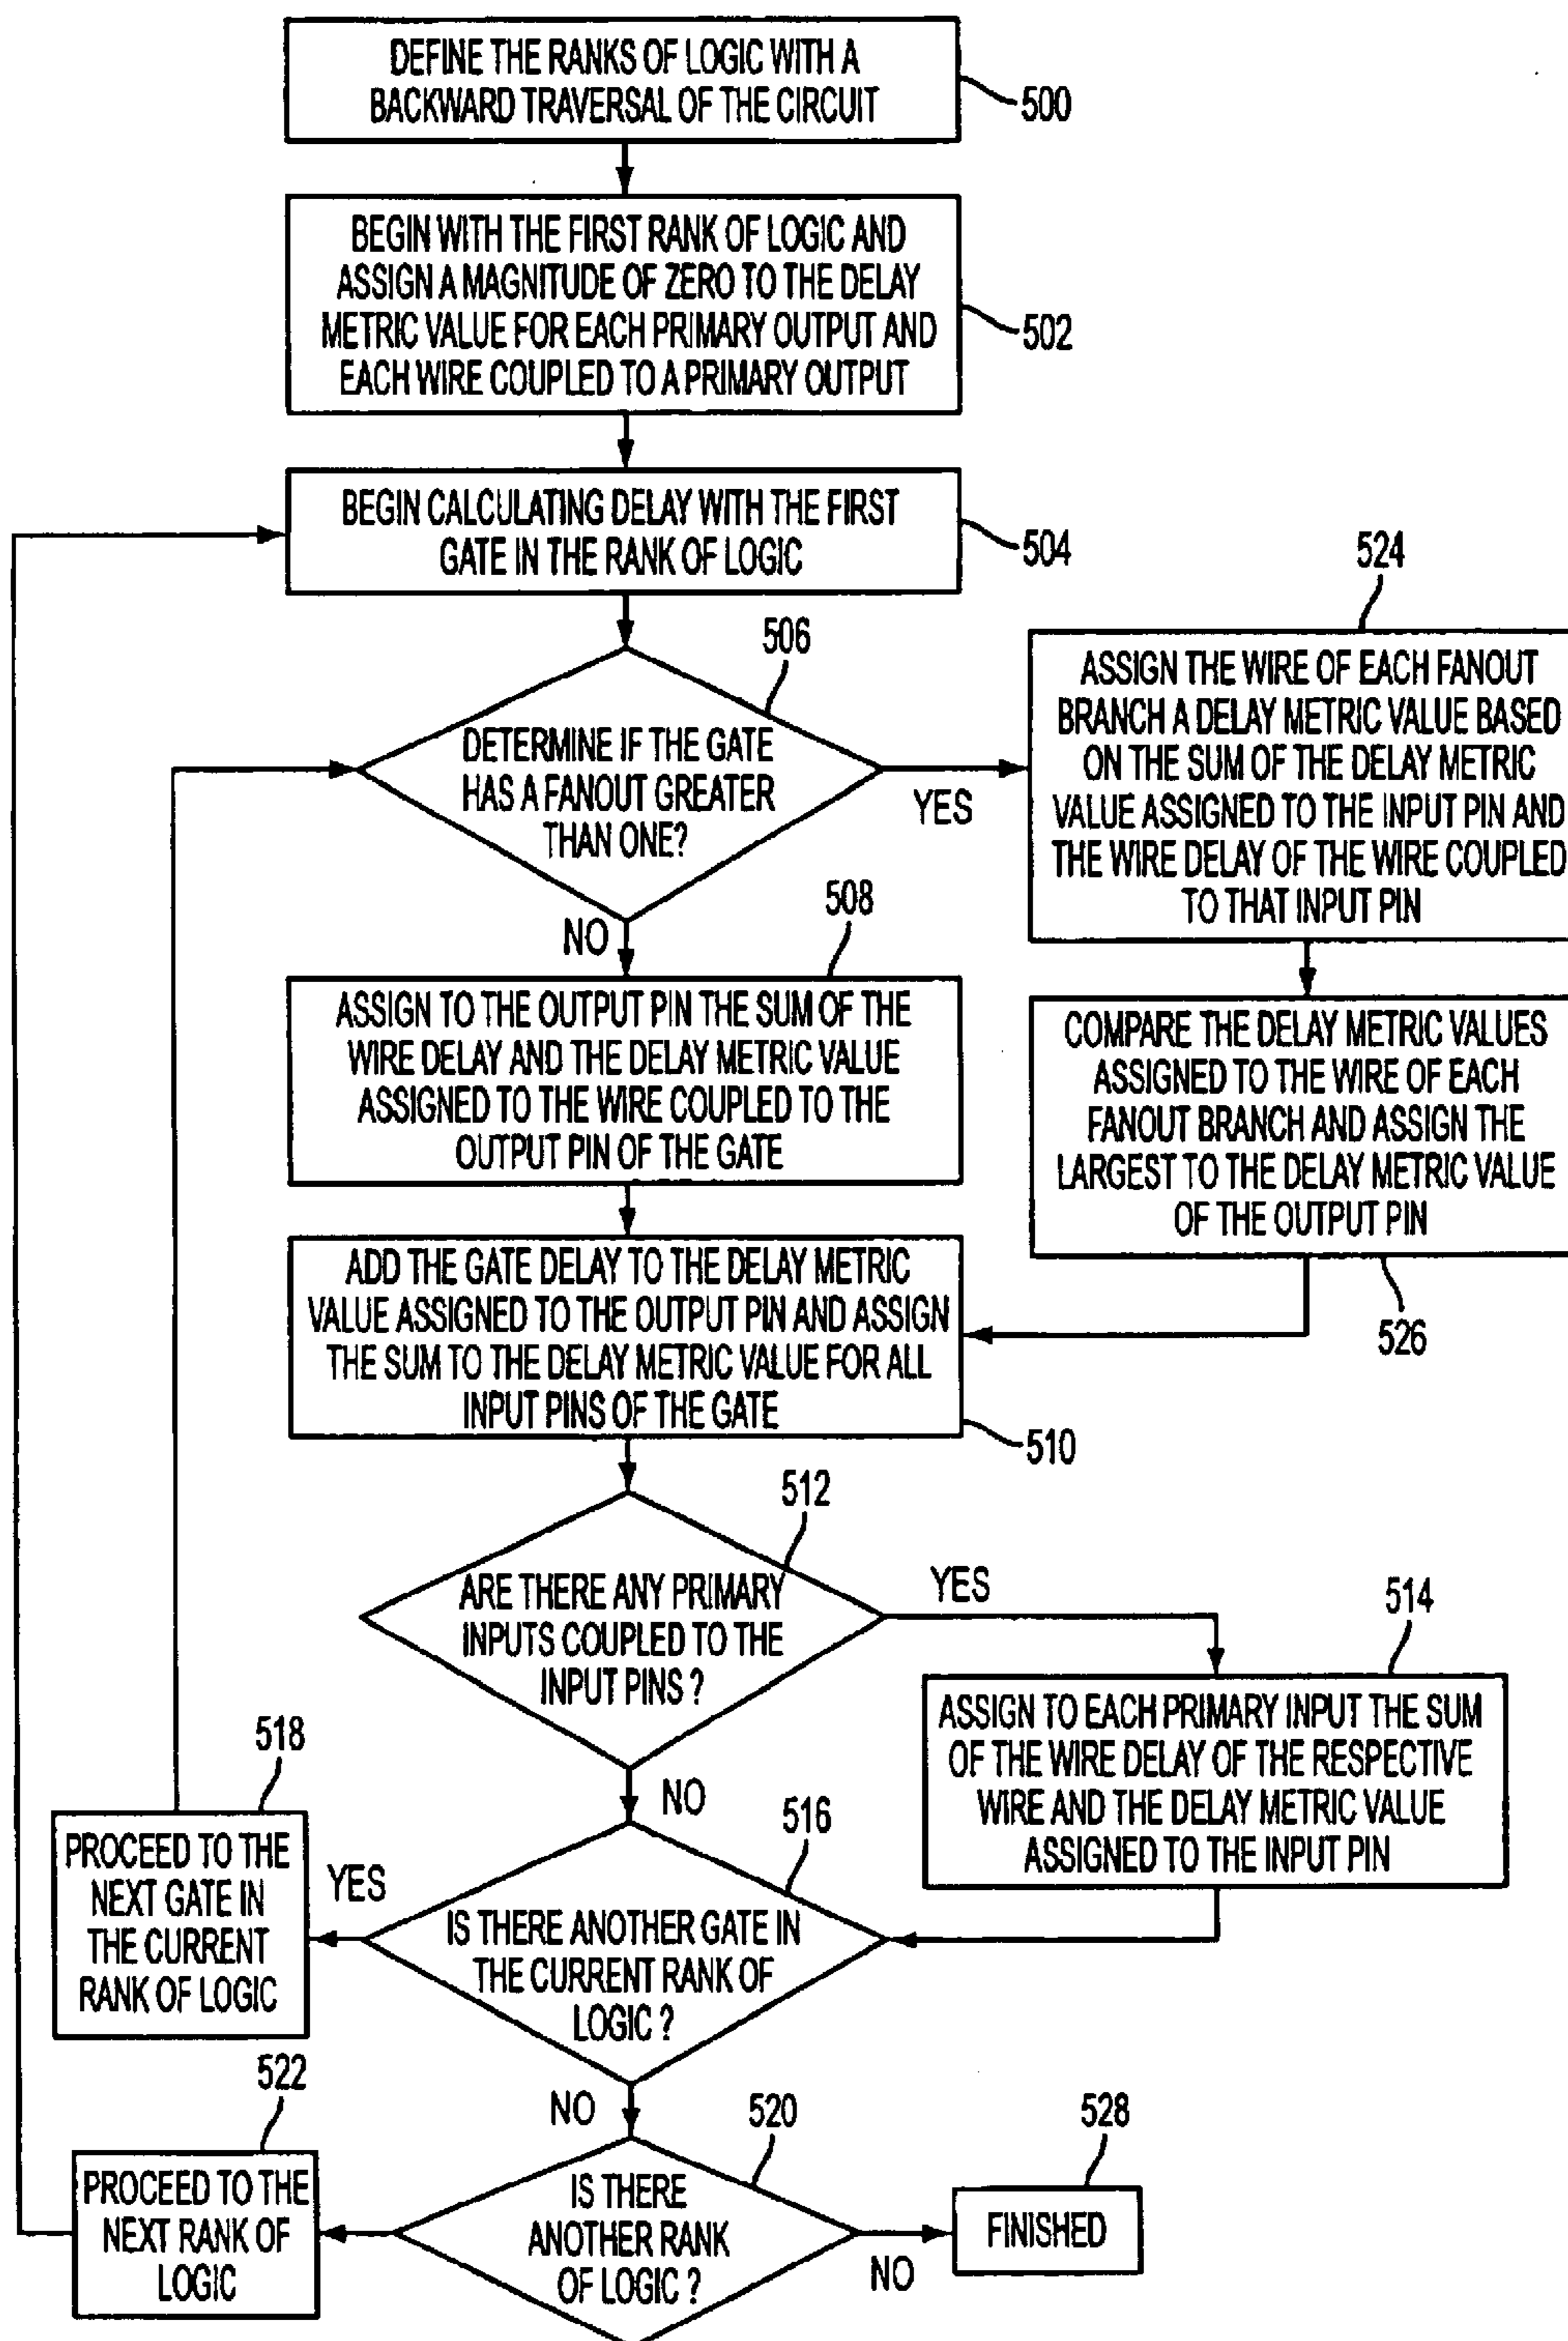 DEFINE THE RANKS OF LOGIC WITH A
BACKWARD TRAVERSAL OF THE CIRCUIT
500
BEGIN WITH THE FIRST RANK OF LOGIC AND
ASSIGN A MAGNITUDE OF ZERO TO THE DELAY
METRIC VALUE FOR EACH PRIMARY OUTPUT AND
EACH WIRE COUPLED TO A PRIMARY OUTPUT
502
BEGIN CALCULATING DELAY WITH THE FIRST
GATE IN THE RANK OF LOGIC
504
506
DETERMINE IF THE GATE
HAS A FANOUT GREATER
THAN ONE?
YES
NO
524
ASSIGN THE WIRE OF EACH FANOUT
BRANCH A DELAY METRIC VALUE BASED
ON THE SUM OF THE DELAY METRIC
VALUE ASSIGNED TO THE INPUT PIN AND
THE WIRE DELAY OF THE WIRE COUPLED
TO THAT INPUT PIN
508
ASSIGN TO THE OUTPUT PIN THE SUM OF THE
WIRE DELAY AND THE DELAY METRIC VALUE
ASSIGNED TO THE WIRE COUPLED TO THE
OUTPUT PIN OF THE GATE
COMPARE THE DELAY METRIC VALUES
ASSIGNED TO THE WIRE OF EACH
FANOUT BRANCH AND ASSIGN THE
LARGEST TO THE DELAY METRIC VALUE
OF THE OUTPUT PIN
526
ADD THE GATE DELAY TO THE DELAY METRIC
VALUE ASSIGNED TO THE OUTPUT PIN AND ASSIGN
THE SUM TO THE DELAY METRIC VALUE FOR ALL
INPUT PINS OF THE GATE
510
512
ARE THERE ANY PRIMARY
INPUTS COUPLED TO THE
INPUT PINS ?
YES
NO
514
ASSIGN TO EACH PRIMARY INPUT THE SUM
OF THE WIRE DELAY OF THE RESPECTIVE
WIRE AND THE DELAY METRIC VALUE
ASSIGNED TO THE INPUT PIN
516
IS THERE ANOTHER GATE IN
THE CURRENT RANK OF
LOGIC ?
YES
NO
518
PROCEED TO THE
NEXT GATE IN
THE CURRENT
RANK OF LOGIC
520
IS THERE
ANOTHER RANK
OF LOGIC ?
NO
522
PROCEED TO THE
NEXT RANK OF
LOGIC
528
FINISHED